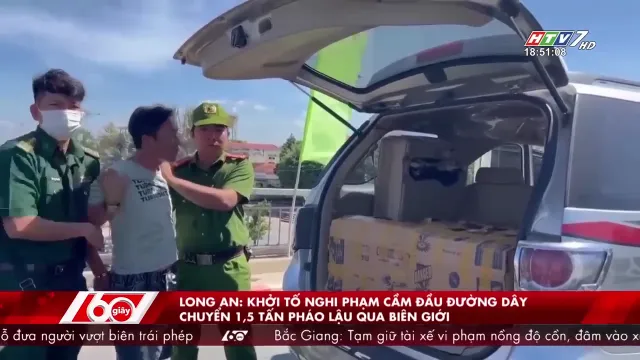 HTV7 HD
18:51:08
60 giây
LONG AN: KHỞI TỐ NGHI PHẠM CẦM ĐẦU ĐƯỜNG DÂY
CHUYỂN 1,5 TẤN PHÁO LẬU QUA BIÊN GIỚI
ỗ đưa người vượt biên trái phép
Bắc Giang: Tạm giữ tài xế vi phạm nồng độ cồn, đâm vào x